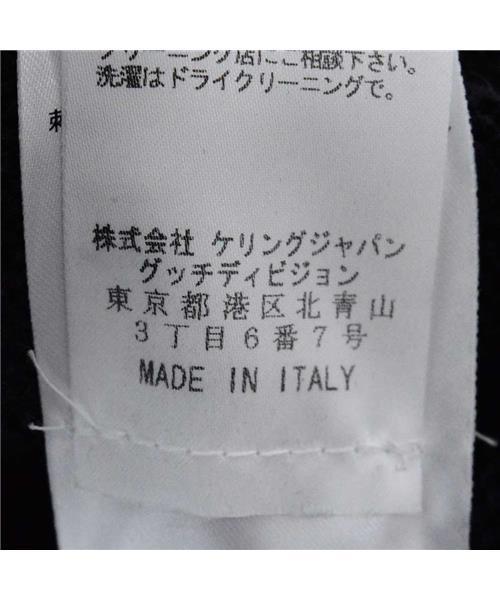 クリーニング店にご相談下さい。
洗濯はドライクリーニングで。
刺
株式会社 ケリングジャパン
グッチディビジョン
東京都港区北青山
3丁目6番7号
MADE IN ITALY